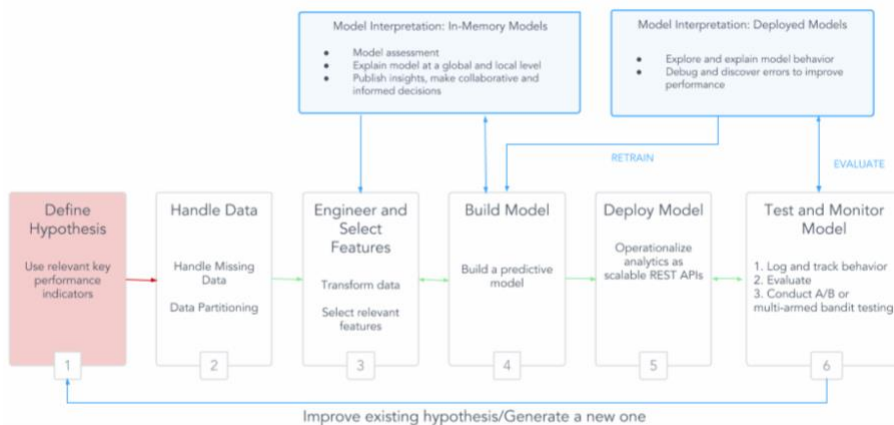 Model Interpretation: In-Memory Models
● Model assessment
● Explain model at a global and local level
● Publish insights, make collaborative and
informed decisions
Model Interpretation: Deployed Models
● Explore and explain model behavior
● Debug and discover errors to improve
performance
RETRAIN
EVALUATE
Define
Hypothesis
Use relevant key
performance
indicators
1
Handle Data
Handle Missing
Data
Data Partitioning
2
Engineer and
Select
Features
Transform data
Select relevant
features
3
Build Model
Build a predictive
model
4
Deploy Model
Operationalize
analytics as
scalable REST APIs
5
Test and Monitor
Model
1. Log and track behavior
2. Evaluate
3. Conduct A/B or
multi-armed bandit testing
6
Improve existing hypothesis/Generate a new one